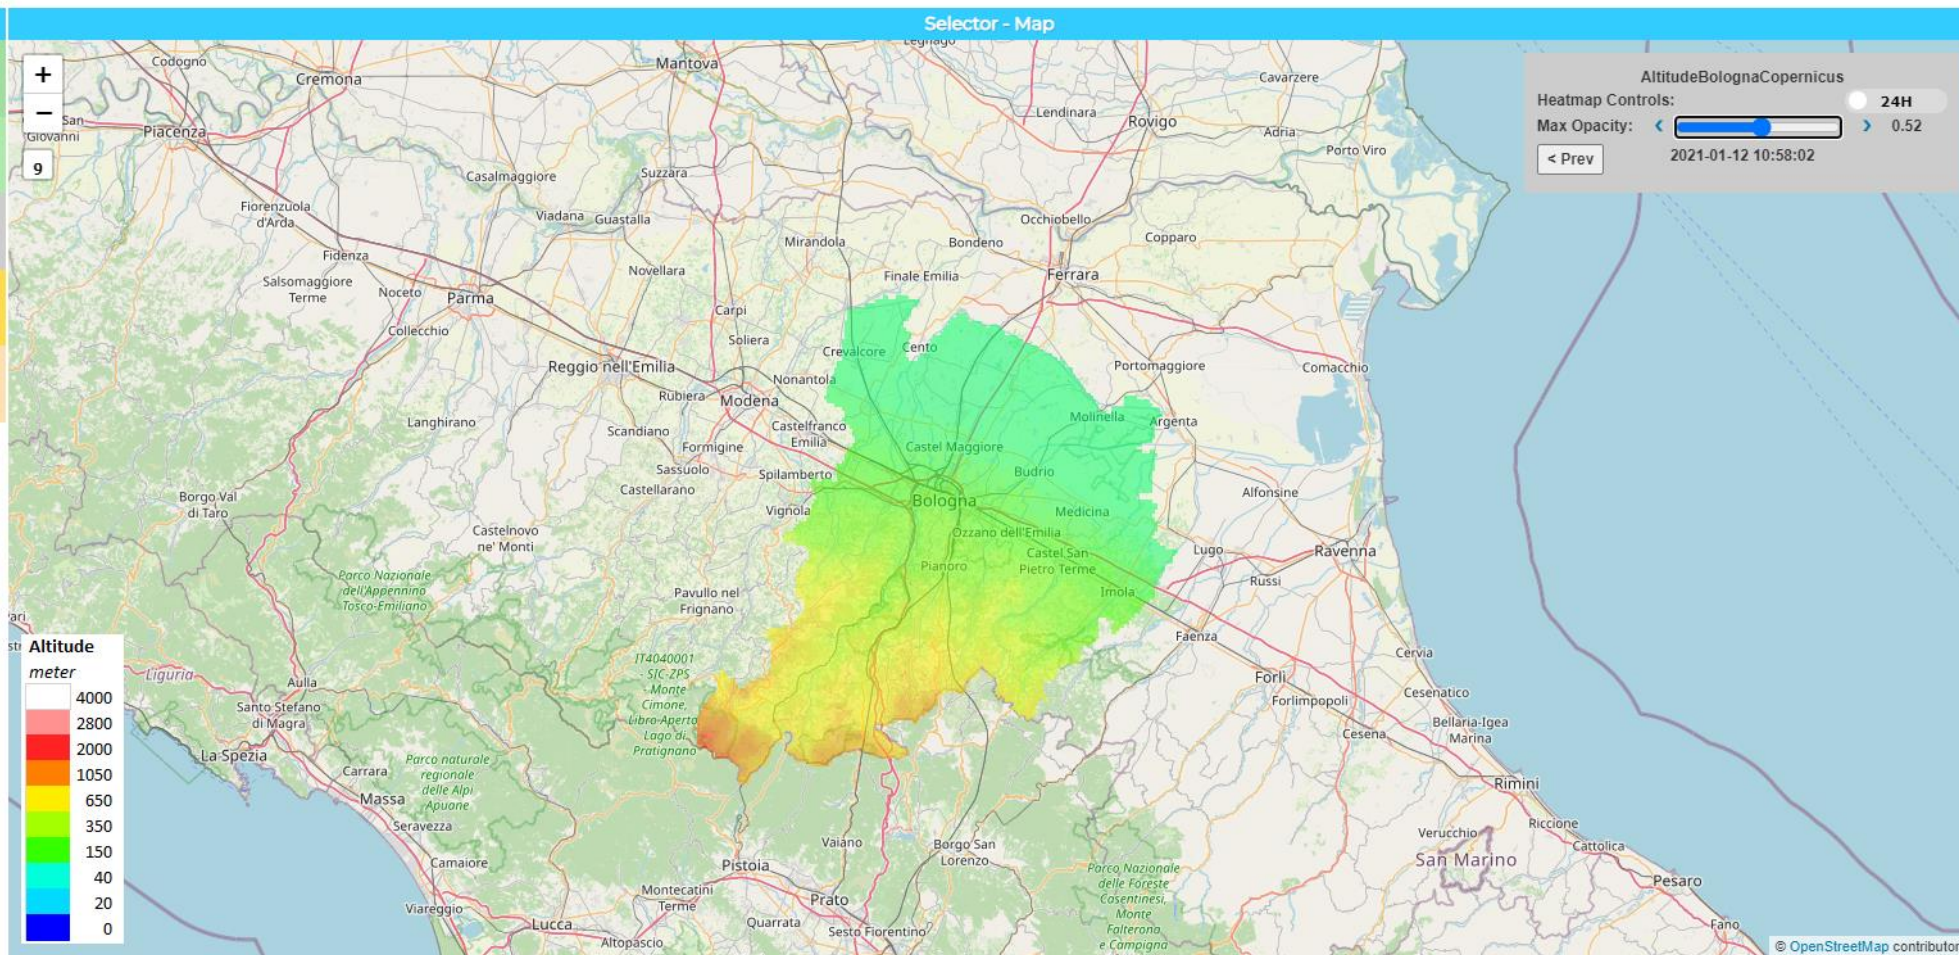 Selector - Map
+
−
9
AltitudeBolognaCopernicus
Heatmap Controls:
24H
Max Opacity:
0.52
< Prev
2021-01-12 10:58:02
Legnago
Codogno
Cremona
Mantova
Cavarzere
San
Giovanni
Piacenza
Lendinara
Rovigo
Adria
Porto Viro
Casalmaggiore
Suzzara
Fiorenzuola
d'Arda
Viadana
Guastalla
Occhiobello
Mirandola
Bondeno
Copparo
Fidenza
Novellara
Finale Emilia
Ferrara
Salsomaggiore
Terme
Noceto
Parma
Carpi
Collecchio
Soliera
Crevalcore
Cento
Reggio nell'Emilia
Nonantola
Portomaggiore
Comacchio
Rubiera
Modena
Langhirano
Scandiano
Castelfranco
Emilia
Molinella
Argenta
Formigine
Castel Maggiore
Sassuolo
Spilamberto
Budrio
Castellarano
Borgo Val
di Taro
Bologna
Alfonsine
Vignola
Medicina
Castelnovo
ne' Monti
Ozzano dell'Emilia
Castel San
Pietro Terme
Lugo
Ravenna
Pianoro
Parco Nazionale
dell'Appennino
Tosco-Emiliano
Russi
Pavullo nel
Frignano
Imola
Faenza
IT4040001
- SIC-ZPS
Monte
Cimone,
Libro-Aperto,
Lago di
Pratignano
Cervia
Liguria
Aulla
Forlì
Cesenatico
Santo Stefano
di Magra
Forlimpopoli
Bellaria-Igea
Marina
Cesena
La Spezia
Parco naturale
regionale
delle Alpi
Apuane
Carrara
Massa
Rimini
Seravezza
Riccione
Verucchio
Vaiano
Borgo San
Lorenzo
Cattolica
Camaiore
Pistoia
San Marino
Parco Nazionale
delle Foreste
Casentinesi,
Monte
Falterona
e Campigna
Pesaro
Montecatini
Terme
Prato
Viareggio
Lucca
Quarrata
Sesto Fiorentino
Fano
Altopascio
Altitude
meter
4000
2800
2000
1050
650
350
150
40
20
0
© OpenStreetMap contributor